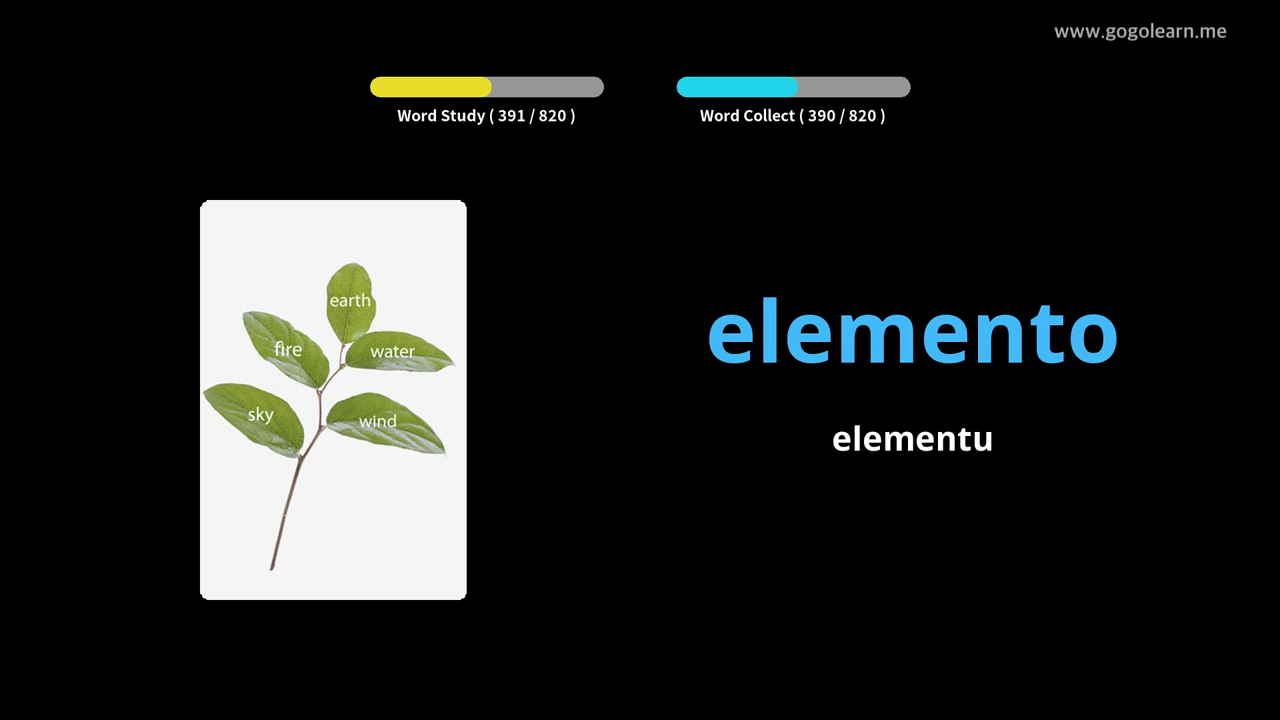 www.gogolearn.me
Word Study ( 391 / 820 )
Word Collect ( 390 / 820 )
earth
fire
water
sky
wind
elemento
elementu